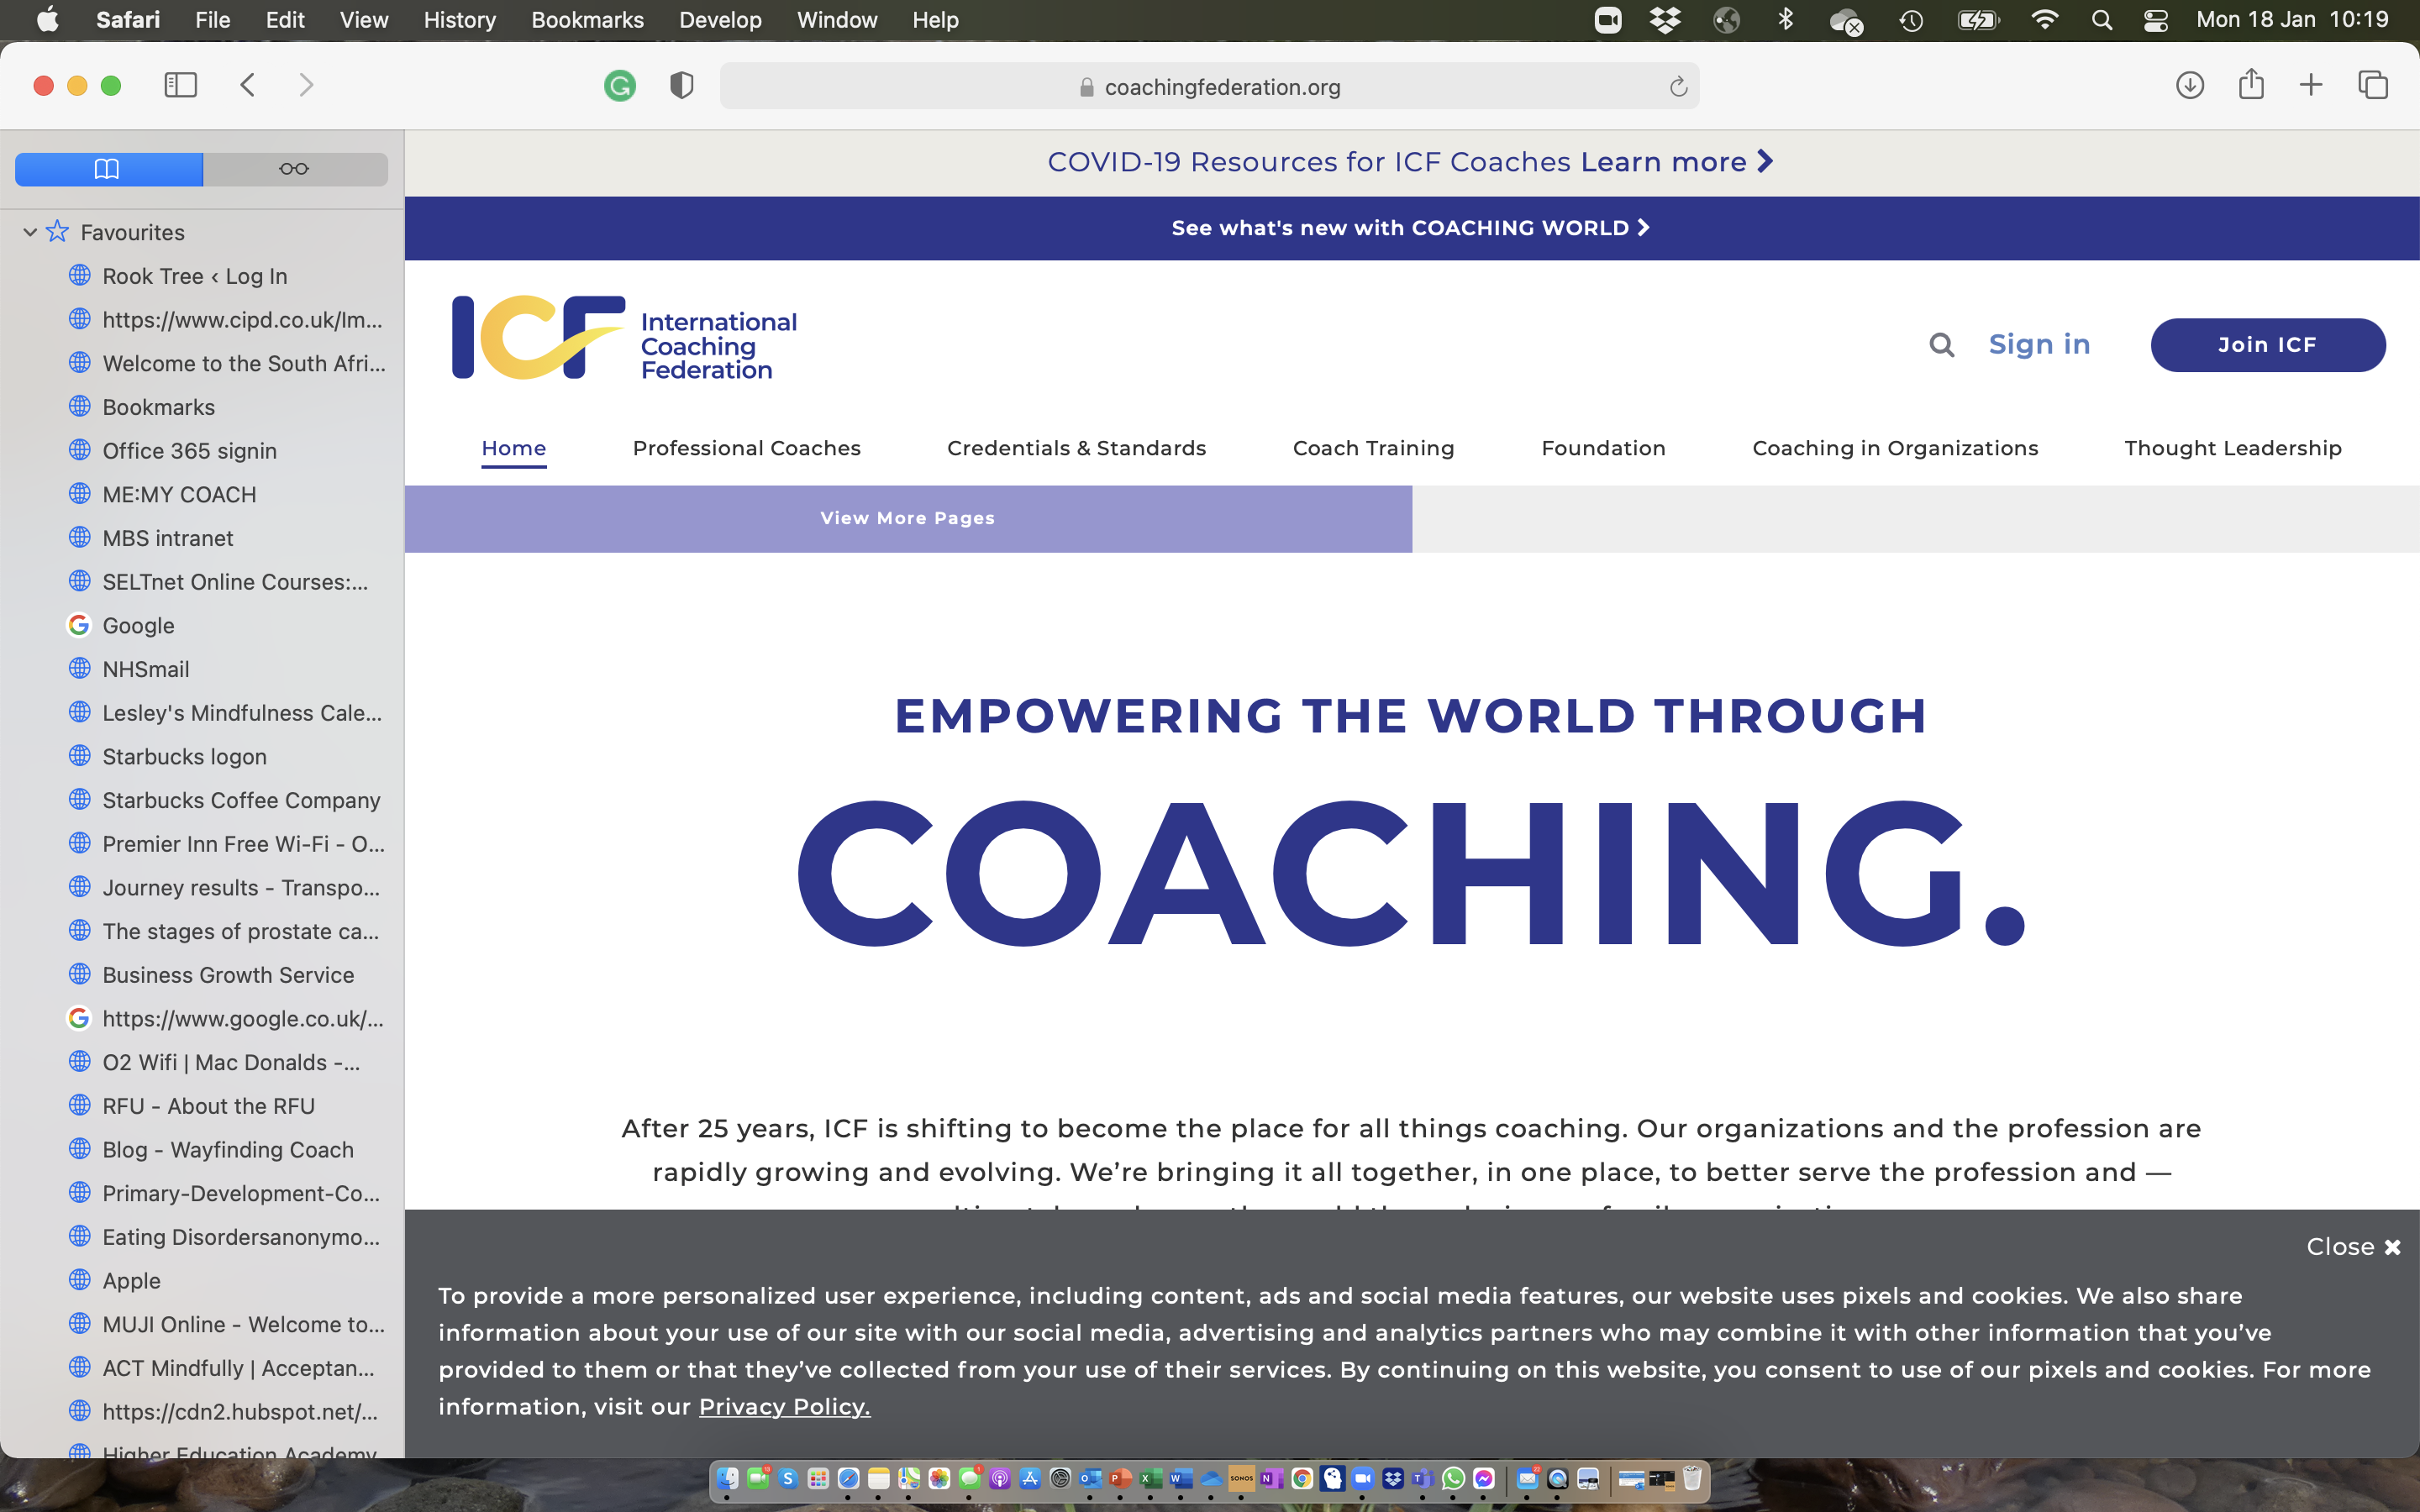 Safari File Edit View History Bookmarks Develop Window Help Mon 18 Jan 10:19
coachingfederation.org
Favourites
Rook Tree ‹ Log In
https://www.cipd.co.uk/Im...
Welcome to the South Afri...
Bookmarks
Office 365 signin
ME:MY COACH
MBS intranet
SELTnet Online Courses:...
Google
NHSmail
Lesley's Mindfulness Cale...
Starbucks logon
Starbucks Coffee Company
Premier Inn Free Wi-Fi - O...
Journey results - Transpo...
The stages of prostate ca...
Business Growth Service
https://www.google.co.uk/...
O2 Wifi | Mac Donalds -...
RFU - About the RFU
Blog - Wayfinding Coach
Primary-Development-Co...
Eating Disordersanonymo...
Apple
MUJI Online - Welcome to...
ACT Mindfully | Acceptan...
https://cdn2.hubspot.net/...
Higher Education Academy
COVID-19 Resources for ICF Coaches Learn more
See what's new with COACHING WORLD
ICF International
Coaching
Federation
Sign in
Join ICF
Home Professional Coaches Credentials & Standards Coach Training Foundation Coaching in Organizations Thought Leadership
View More Pages
EMPOWERING THE WORLD THROUGH
COACHING.
After 25 years, ICF is shifting to become the place for all things coaching. Our organizations and the profession are
rapidly growing and evolving. We’re bringing it all together, in one place, to better serve the profession and —
Close
To provide a more personalized user experience, including content, ads and social media features, our website uses pixels and cookies. We also share
information about your use of our site with our social media, advertising and analytics partners who may combine it with other information that you’ve
provided to them or that they’ve collected from your use of their services. By continuing on this website, you consent to use of our pixels and cookies. For more
information, visit our Privacy Policy.
SONOS